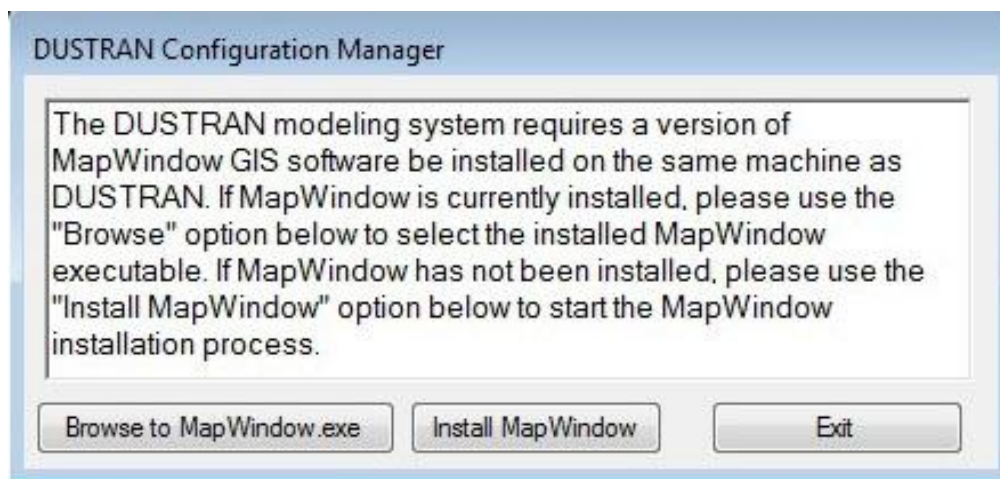 DUSTRAN Configuration Manager
The DUSTRAN modeling system requires a version of
MapWindow GIS software be installed on the same machine as
DUSTRAN. If MapWindow is currently installed, please use the
"Browse" option below to select the installed MapWindow
executable. If MapWindow has not been installed, please use the
"Install MapWindow" option below to start the MapWindow
installation process.
Browse to MapWindow.exe
Install MapWindow
Exit